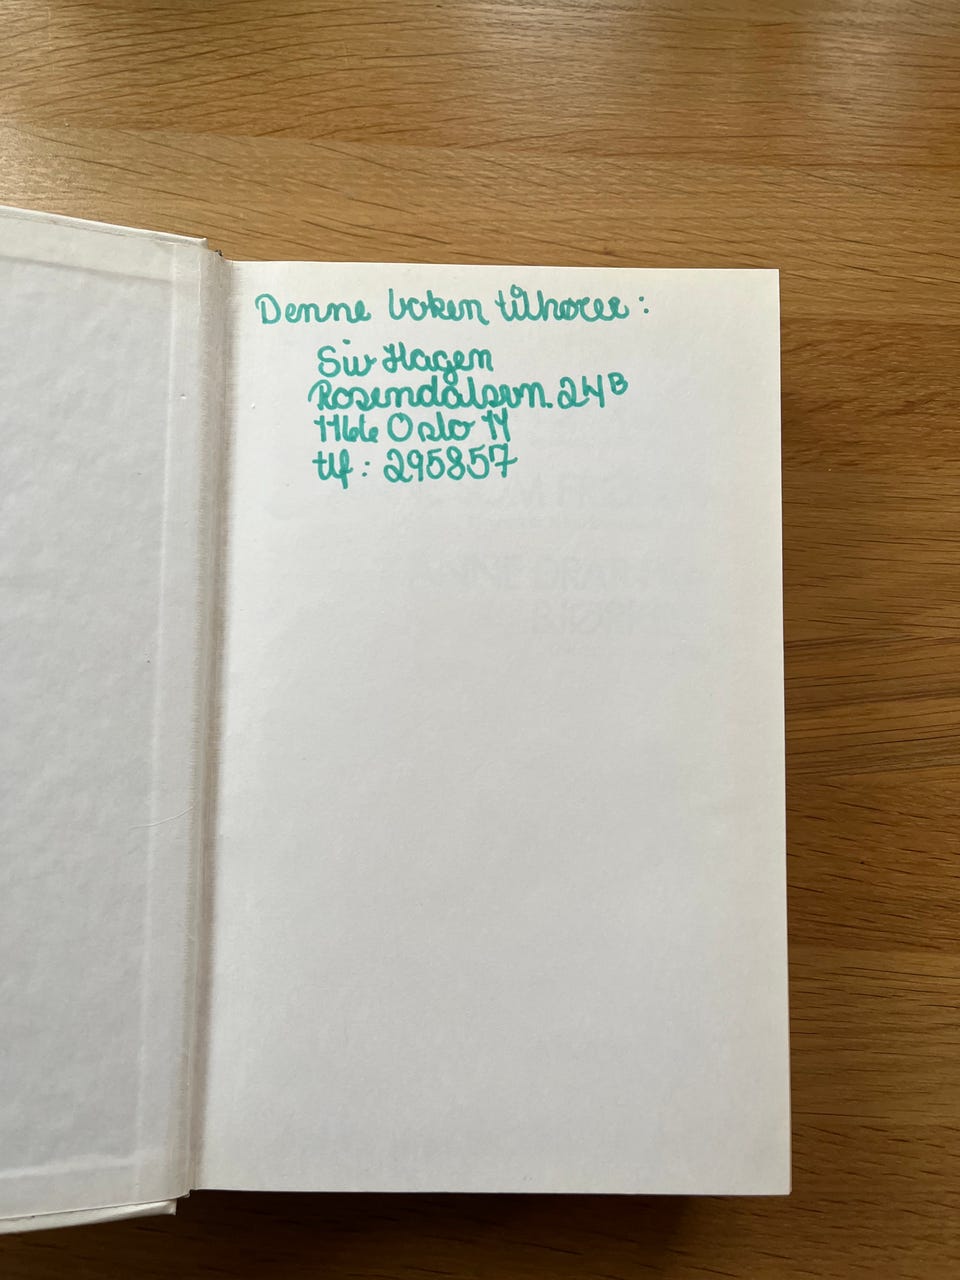 Denne boken tilhører:
Siv Hagen
Rosendalsvn. 24B
1166 Oslo 11
tlf: 295857